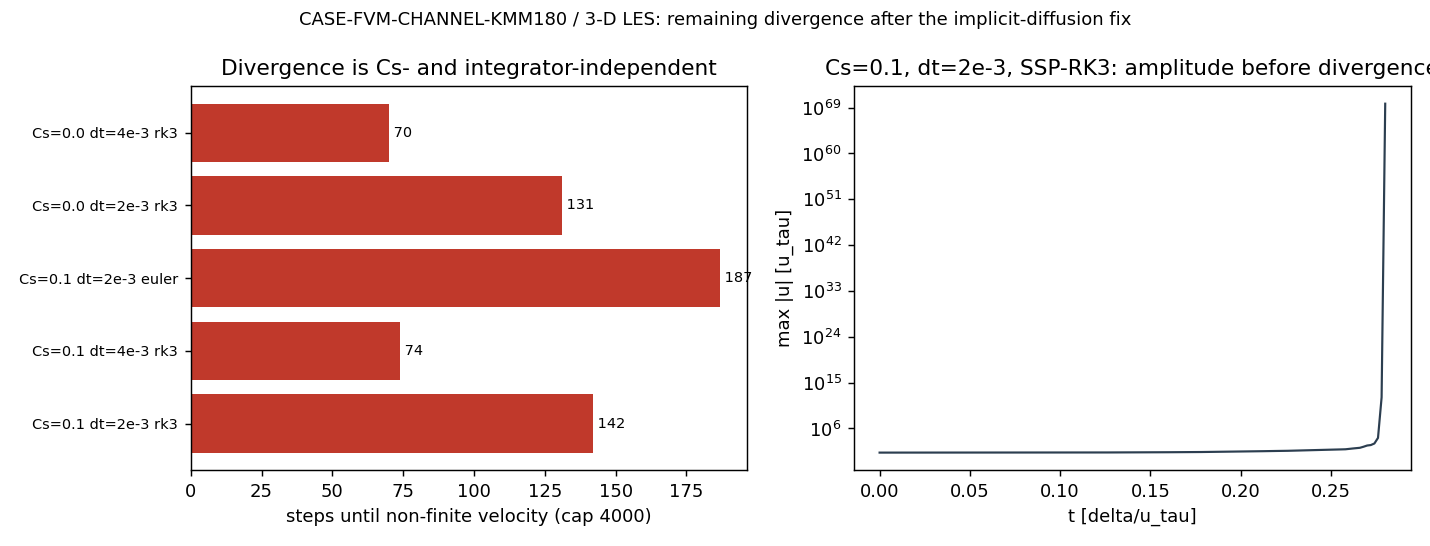 CASE-FVM-CHANNEL-KMM180 / 3-D LES: remaining divergence after the implicit-diffusion fix
Divergence is Cs- and integrator-independent
Cs=0.0 dt=4e-3 rk3
70
Cs=0.0 dt=2e-3 rk3
131
Cs=0.1 dt=2e-3 euler
187
Cs=0.1 dt=4e-3 rk3
74
Cs=0.1 dt=2e-3 rk3
142
0 25 50 75 100 125 150 175
steps until non-finite velocity (cap 4000)
Cs=0.1, dt=2e-3, SSP-RK3: amplitude before divergence
max |u| [u_tau]
10^69
10^60
10^51
10^42
10^33
10^24
10^15
10^6
0.00 0.05 0.10 0.15 0.20 0.25
t [delta/u_tau]